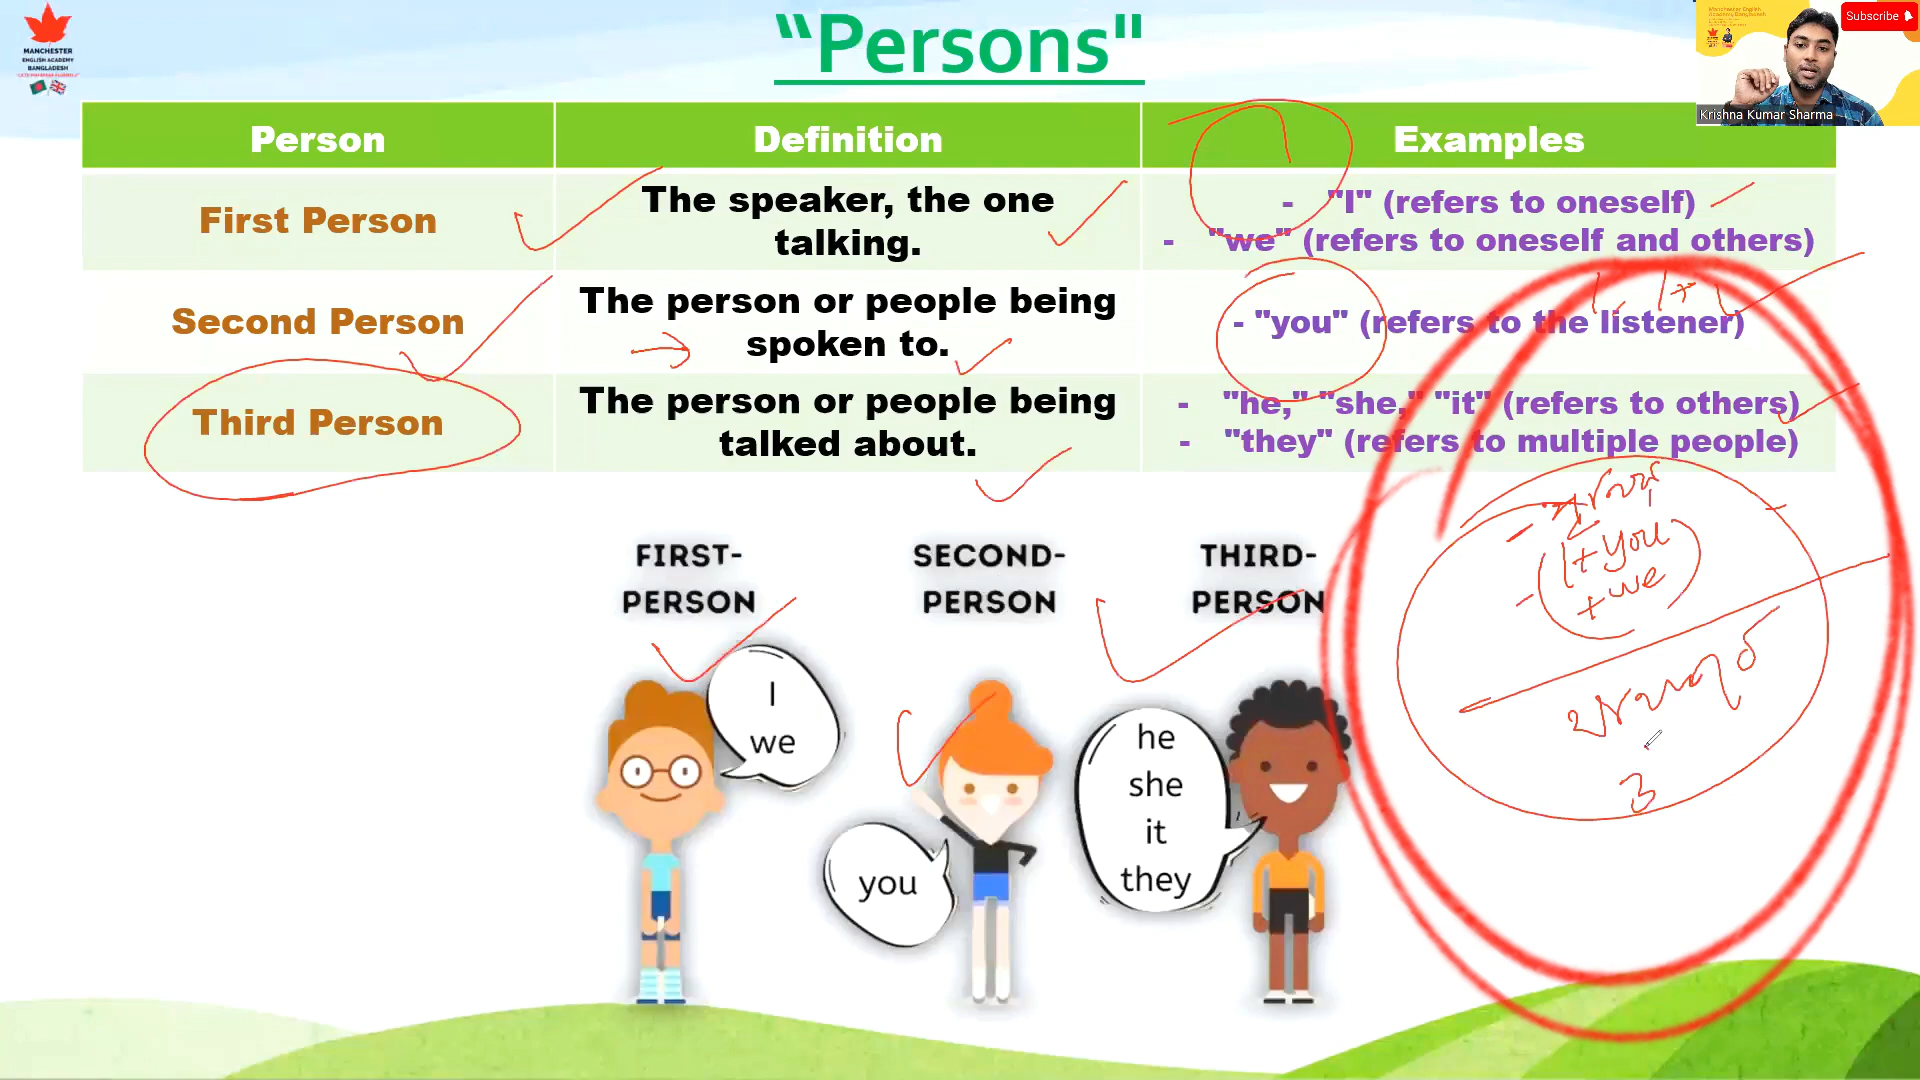 MANCHESTER
ENGLISH ACADEMY
BANGLADESH
“Persons"
Subscribe
Krishna Kumar Sharma
Person Definition Examples
First Person
The speaker, the one
talking.
- "I" (refers to oneself)
- "we" (refers to oneself and others)
Second Person
The person or people being
spoken to.
- "you" (refers to the listener)
Third Person
The person or people being
talked about.
- "he," "she," "it" (refers to others)
- "they" (refers to multiple people)
+ you
+ we
3
FIRST-
PERSON
SECOND-
PERSON
THIRD-
PERSON
I
we
you
he
she
it
they